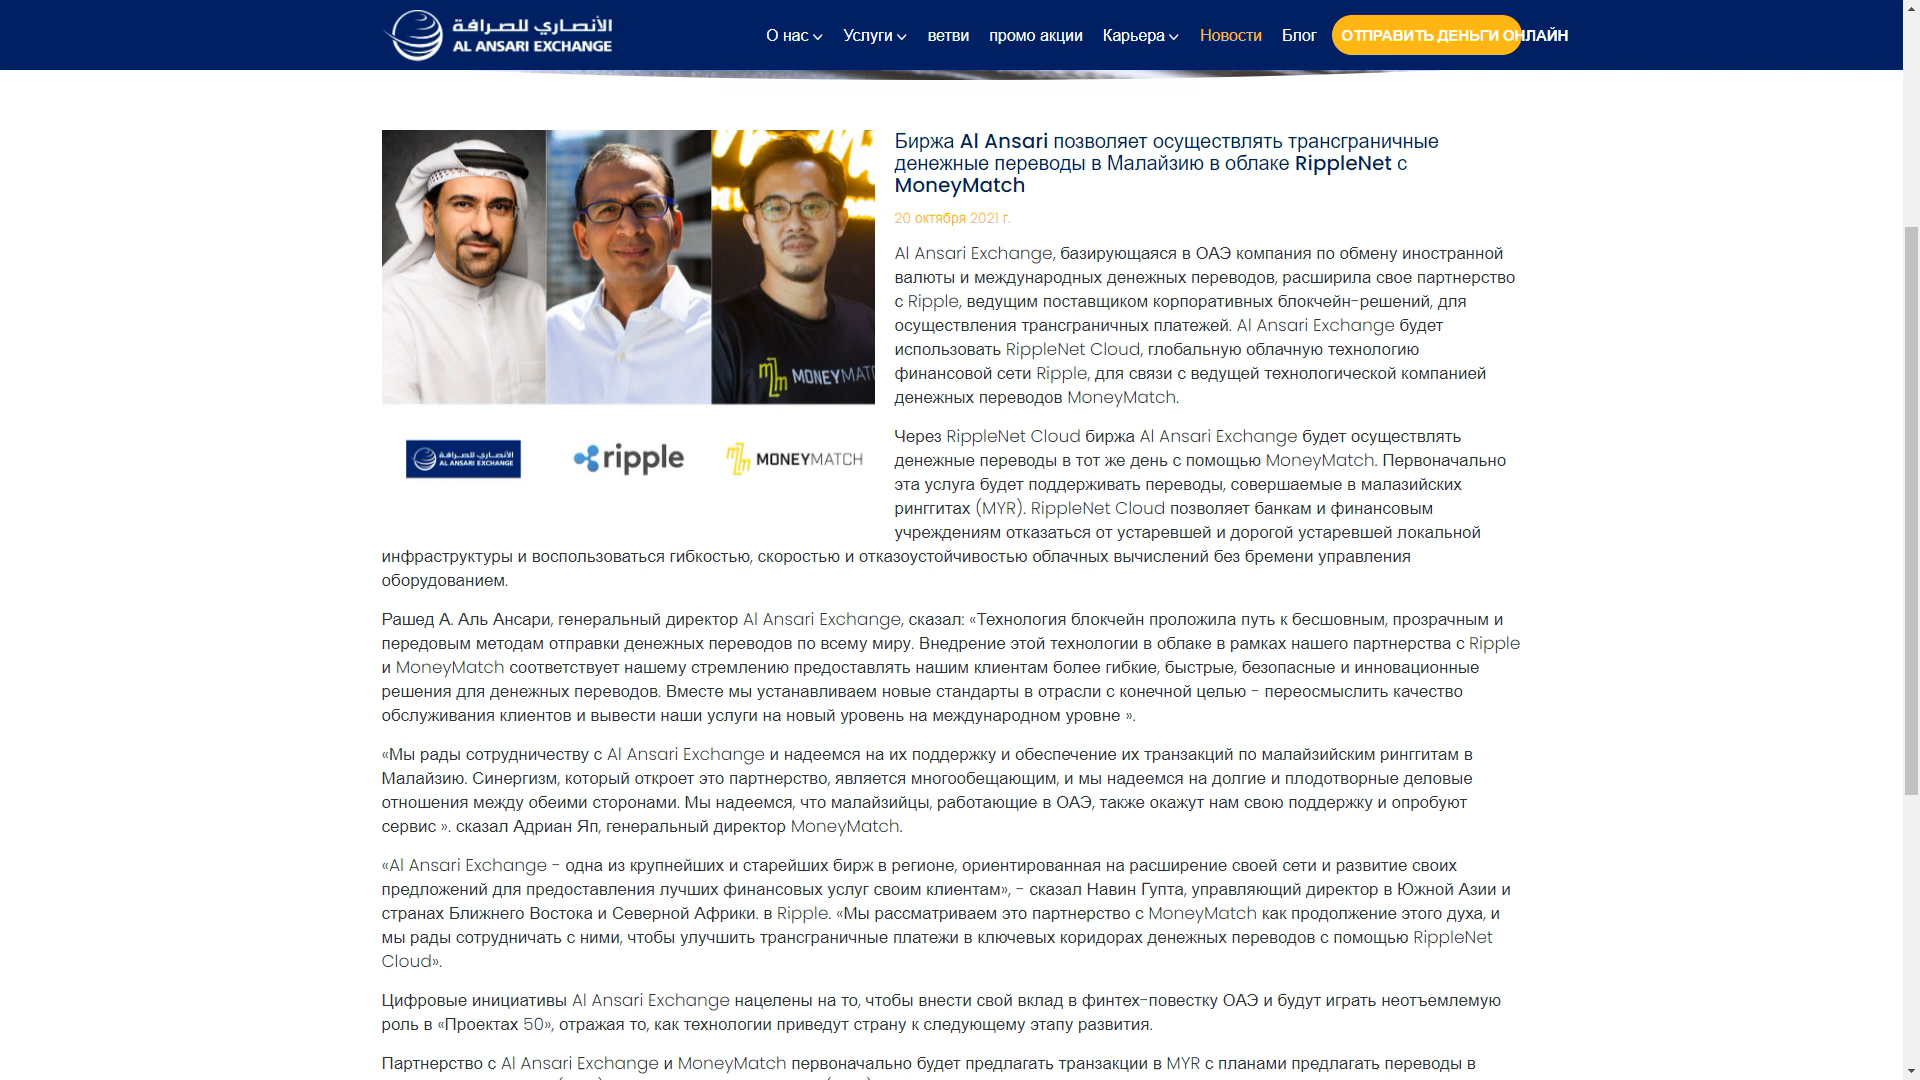 الأنصاري للصرافة
AL ANSARI EXCHANGE
О нас
Услуги
ветви
промо акции
Карьера
Новости
Блог
ОТПРАВИТЬ ДЕНЬГИ ОНЛАЙН
MONEYMAT
الأنصاري للصرافة
AL ANSARI EXCHANGE
ripple
MONEYMATCH
Биржа Al Ansari позволяет осуществлять трансграничные
денежные переводы в Малайзию в облаке RippleNet с
MoneyMatch
20 октября 2021 г.
Al Ansari Exchange, базирующаяся в ОАЭ компания по обмену иностранной
валюты и международных денежных переводов, расширила свое партнерство
с Ripple, ведущим поставщиком корпоративных блокчейн-решений, для
осуществления трансграничных платежей. Al Ansari Exchange будет
использовать RippleNet Cloud, глобальную облачную технологию
финансовой сети Ripple, для связи с ведущей технологической компанией
денежных переводов MoneyMatch.
Через RippleNet Cloud биржа Al Ansari Exchange будет осуществлять
денежные переводы в тот же день с помощью MoneyMatch. Первоначально
эта услуга будет поддерживать переводы, совершаемые в малазийских
ринггитах (MYR). RippleNet Cloud позволяет банкам и финансовым
учреждениям отказаться от устаревшей и дорогой устаревшей локальной
инфраструктуры и воспользоваться гибкостью, скоростью и отказоустойчивостью облачных вычислений без бремени управления
оборудованием.
Рашед А. Аль Ансари, генеральный директор Al Ansari Exchange, сказал: «Технология блокчейн проложила путь к бесшовным, прозрачным и
передовым методам отправки денежных переводов по всему миру. Внедрение этой технологии в облаке в рамках нашего партнерства с Ripple
и MoneyMatch соответствует нашему стремлению предоставлять нашим клиентам более гибкие, быстрые, безопасные и инновационные
решения для денежных переводов. Вместе мы устанавливаем новые стандарты в отрасли с конечной целью - переосмыслить качество
обслуживания клиентов и вывести наши услуги на новый уровень на международном уровне ».
«Мы рады сотрудничеству с Al Ansari Exchange и надеемся на их поддержку и обеспечение их транзакций по малайзийским ринггитам в
Малайзию. Синергизм, который откроет это партнерство, является многообещающим, и мы надеемся на долгие и плодотворные деловые
отношения между обеими сторонами. Мы надеемся, что малайзийцы, работающие в ОАЭ, также окажут нам свою поддержку и опробуют
сервис ». сказал Адриан Яп, генеральный директор MoneyMatch.
«Al Ansari Exchange - одна из крупнейших и старейших бирж в регионе, ориентированная на расширение своей сети и развитие своих
предложений для предоставления лучших финансовых услуг своим клиентам», - сказал Навин Гупта, управляющий директор в Южной Азии и
странах Ближнего Востока и Северной Африки. в Ripple. «Мы рассматриваем это партнерство с MoneyMatch как продолжение этого духа, и
мы рады сотрудничать с ними, чтобы улучшить трансграничные платежи в ключевых коридорах денежных переводов с помощью RippleNet
Cloud».
Цифровые инициативы Al Ansari Exchange нацелены на то, чтобы внести свой вклад в финтех-повестку ОАЭ и будут играть неотъемлемую
роль в «Проектах 50», отражая то, как технологии приведут страну к следующему этапу развития.
Партнерство с Al Ansari Exchange и MoneyMatch первоначально будет предлагать транзакции в MYR с планами предлагать переводы в